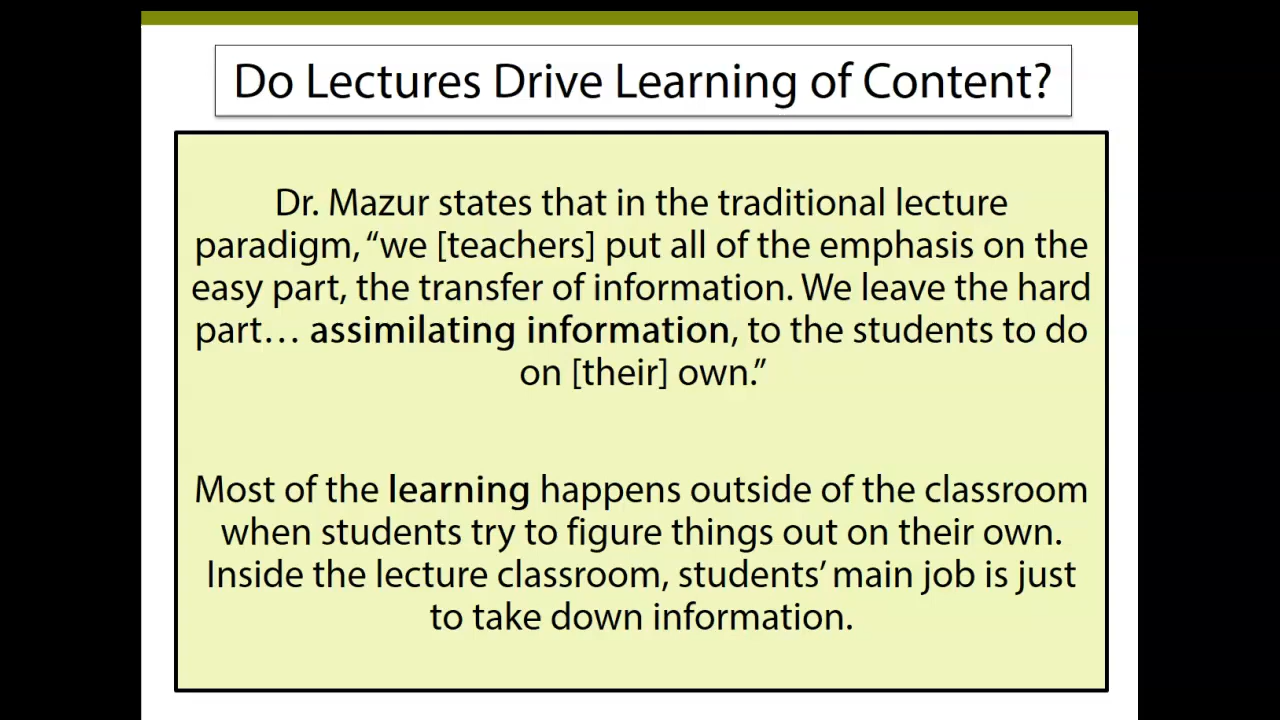 Do Lectures Drive Learning of Content?
Dr. Mazur states that in the traditional lecture
paradigm, “we [teachers] put all of the emphasis on the
easy part, the transfer of information. We leave the hard
part… assimilating information, to the students to do
on [their] own.”
Most of the learning happens outside of the classroom
when students try to figure things out on their own.
Inside the lecture classroom, students’ main job is just
to take down information.